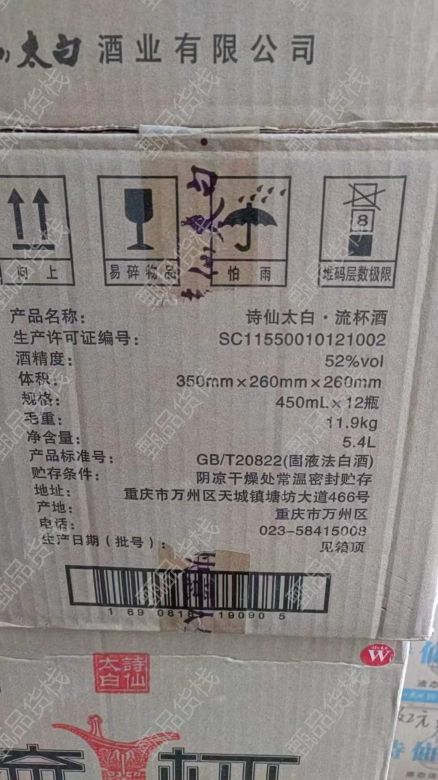 太白酒业有限公司
向上
易碎物品
怕雨
8
堆码层数极限
产品名称: 诗仙太白·流杯酒
生产许可证编号: SC11550010121002
酒精度: 52%vol
体积: 350mm×260mm×260mm
规格: 450mL×12瓶
毛重: 11.9kg
净含量: 5.4L
产品标准号: GB/T20822(固液法白酒)
贮存条件: 阴凉干燥处常温密封贮存
地址: 重庆市万州区天城镇塘坊大道466号
产地: 重庆市万州区
电话: 023-58415008
生产日期(批号): 见箱顶
诗仙太白
W
甄品货栈